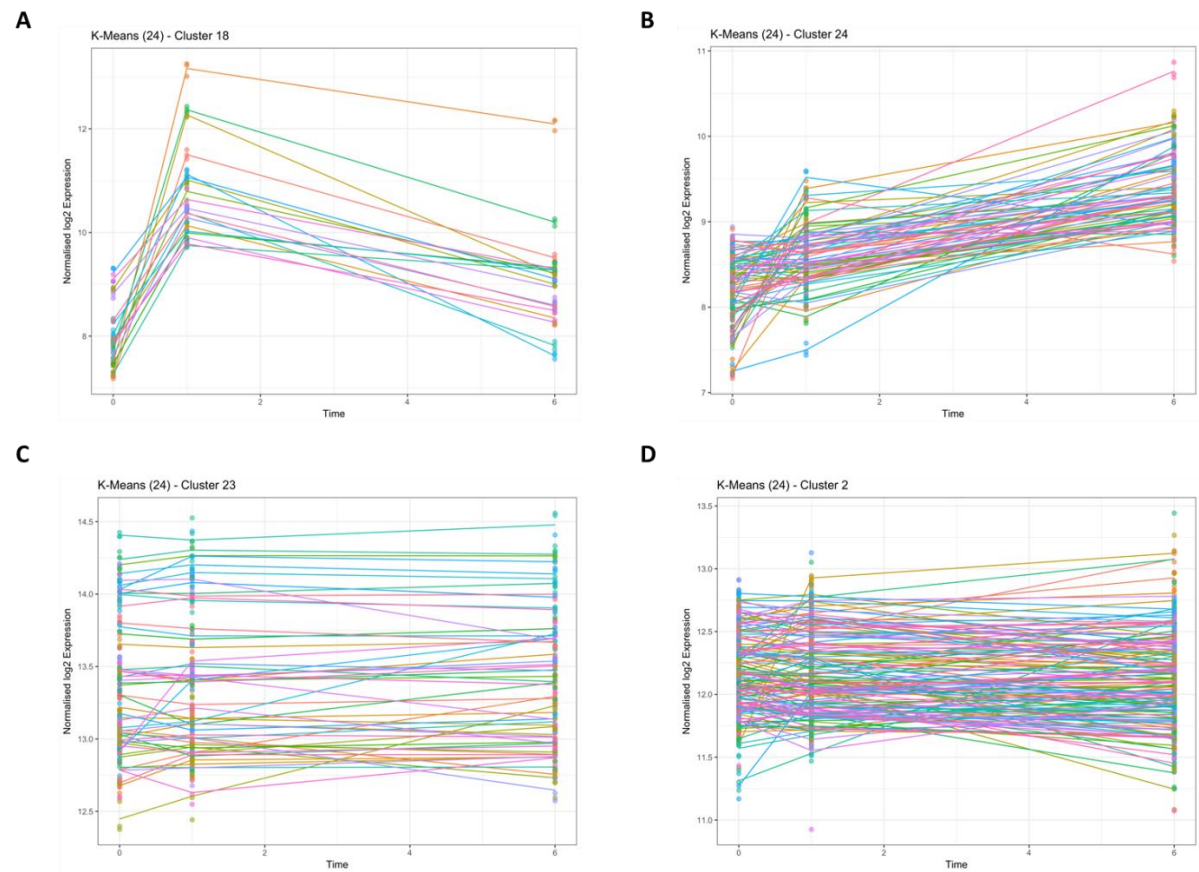 A
K-Means (24) - Cluster 18
Normalised log2 Expression
12
10
8
0
2
4
6
Time
B
K-Means (24) - Cluster 24
Normalised log2 Expression
11
10
9
8
7
0
2
4
6
Time
C
K-Means (24) - Cluster 23
Normalised log2 Expression
14.5
14.0
13.5
13.0
12.5
0
2
4
6
Time
D
K-Means (24) - Cluster 2
Normalised log2 Expression
13.5
13.0
12.5
12.0
11.5
11.0
0
2
4
6
Time